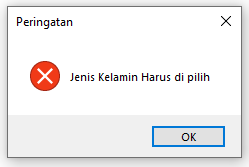 Peringatan
Jenis Kelamin Harus di pilih
OK